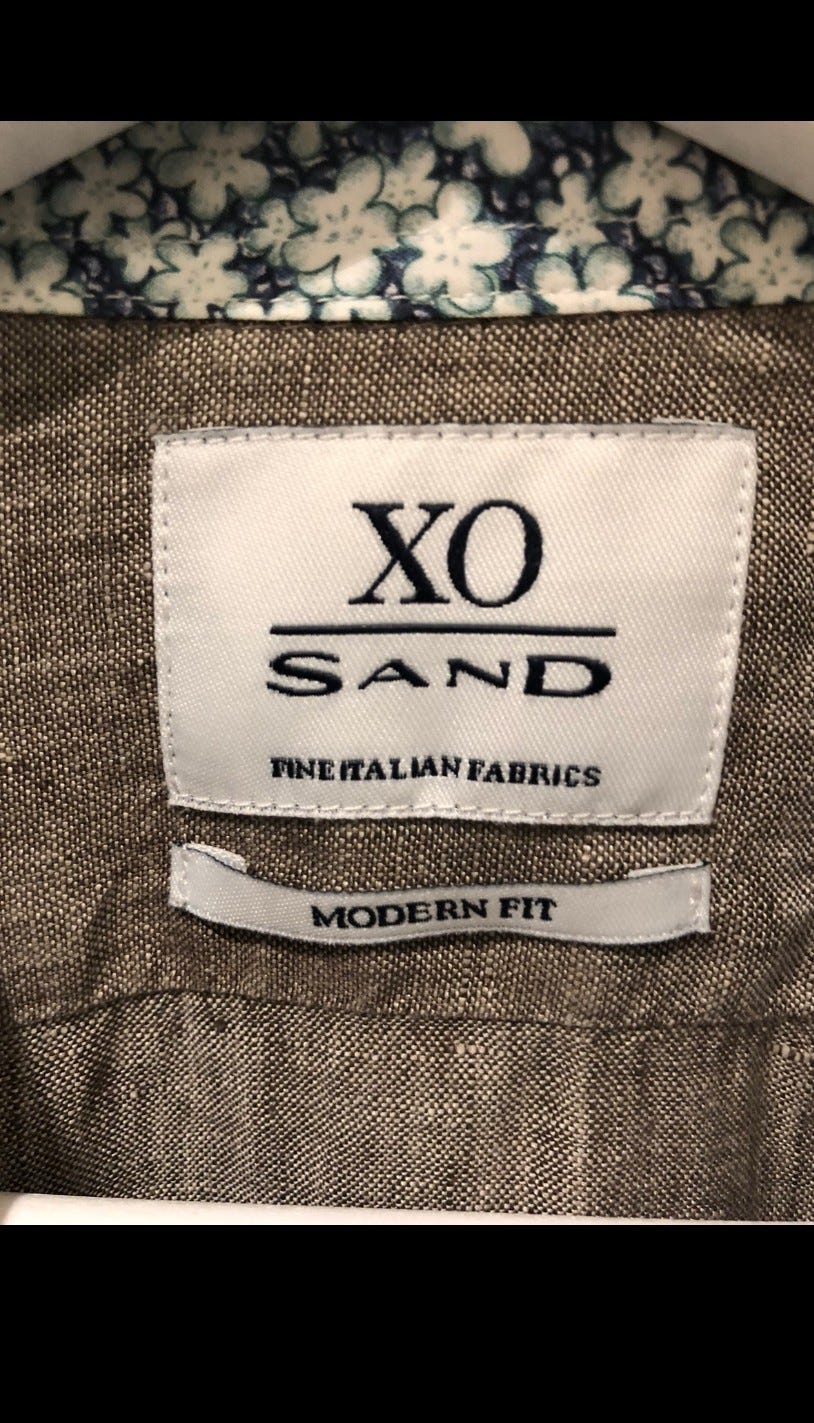 XO
SAND
FINE ITALIAN FABRICS
MODERN FIT